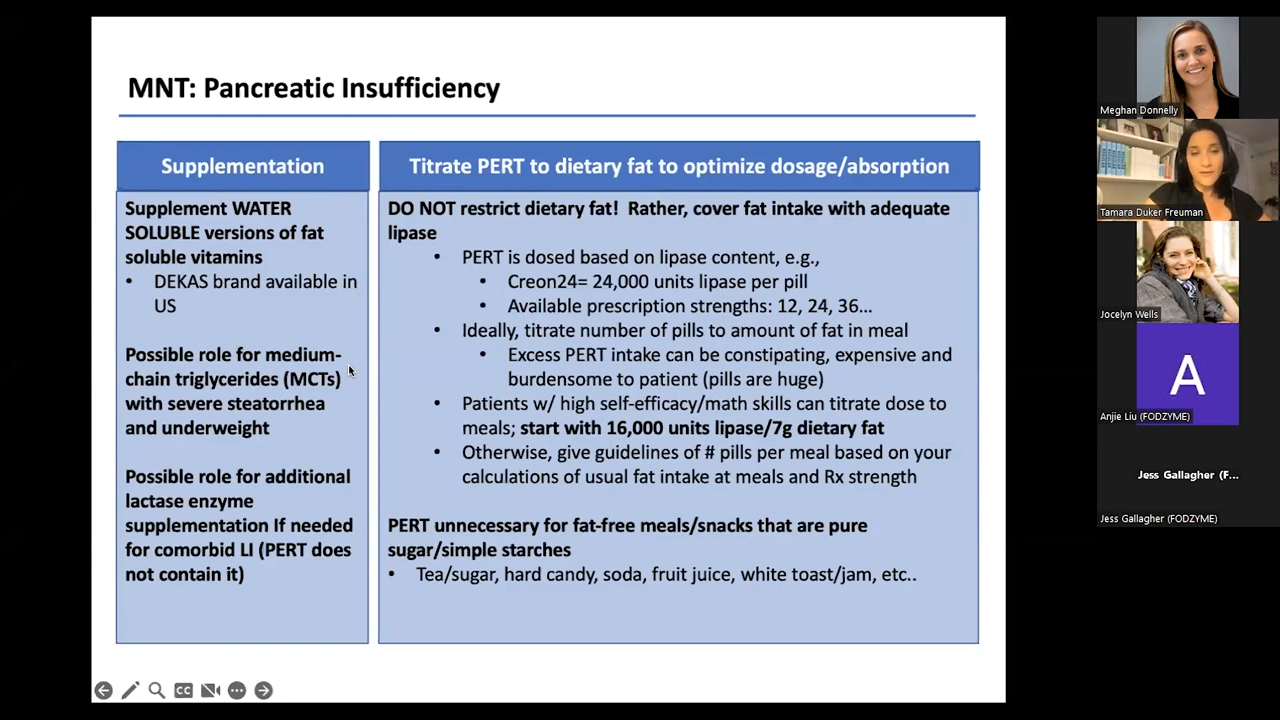 MNT: Pancreatic Insufficiency
Supplementation
Supplement WATER
SOLUBLE versions of fat
soluble vitamins
• DEKAS brand available in
US
Possible role for medium-
chain triglycerides (MCTs)
with severe steatorrhea
and underweight
Possible role for additional
lactase enzyme
supplementation If needed
for comorbid LI (PERT does
not contain it)
Titrate PERT to dietary fat to optimize dosage/absorption
DO NOT restrict dietary fat! Rather, cover fat intake with adequate
lipase
• PERT is dosed based on lipase content, e.g.,
• Creon24= 24,000 units lipase per pill
• Available prescription strengths: 12, 24, 36…
• Ideally, titrate number of pills to amount of fat in meal
• Excess PERT intake can be constipating, expensive and
burdensome to patient (pills are huge)
• Patients w/ high self-efficacy/math skills can titrate dose to
meals; start with 16,000 units lipase/7g dietary fat
• Otherwise, give guidelines of # pills per meal based on your
calculations of usual fat intake at meals and Rx strength
PERT unnecessary for fat-free meals/snacks that are pure
sugar/simple starches
• Tea/sugar, hard candy, soda, fruit juice, white toast/jam, etc..
CC
Meghan Donnelly
Tamara Duker Freuman
Jocelyn Wells
A
Anjie Liu (FODZYME)
Jess Gallagher (F...
Jess Gallagher (FODZYME)